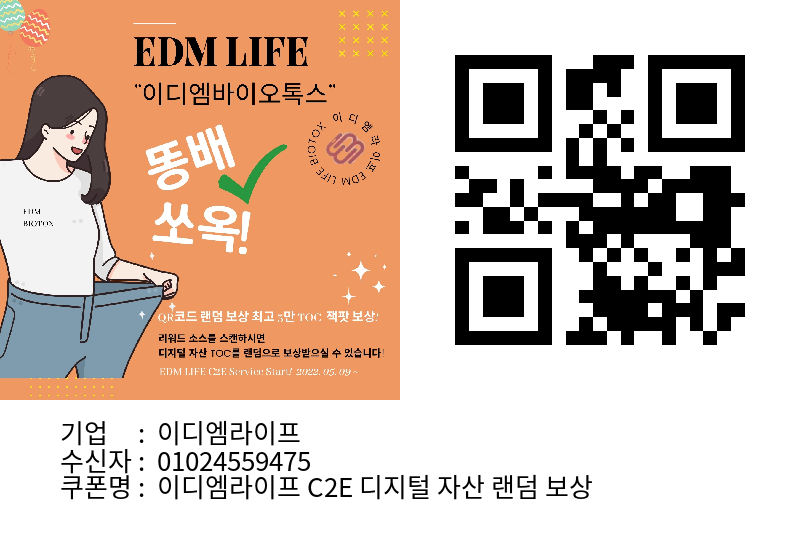 EDM LIFE
"이디엠바이오톡스"
똥배
쏘옥!
이디엠라이프 EDM LIFE BIOTOX
EDM
BIOTOX
QR코드 랜덤 보상 최고 5만 TOC 잭팟 보상!
리워드 소스를 스캔하시면
디지털 자산 TOC를 랜덤으로 보상받으실 수 있습니다!
EDM LIFE C2E Service Start! 2022. 05. 09 ~
기업 : 이디엠라이프
수신자 : 01024559475
쿠폰명 : 이디엠라이프 C2E 디지털 자산 랜덤 보상